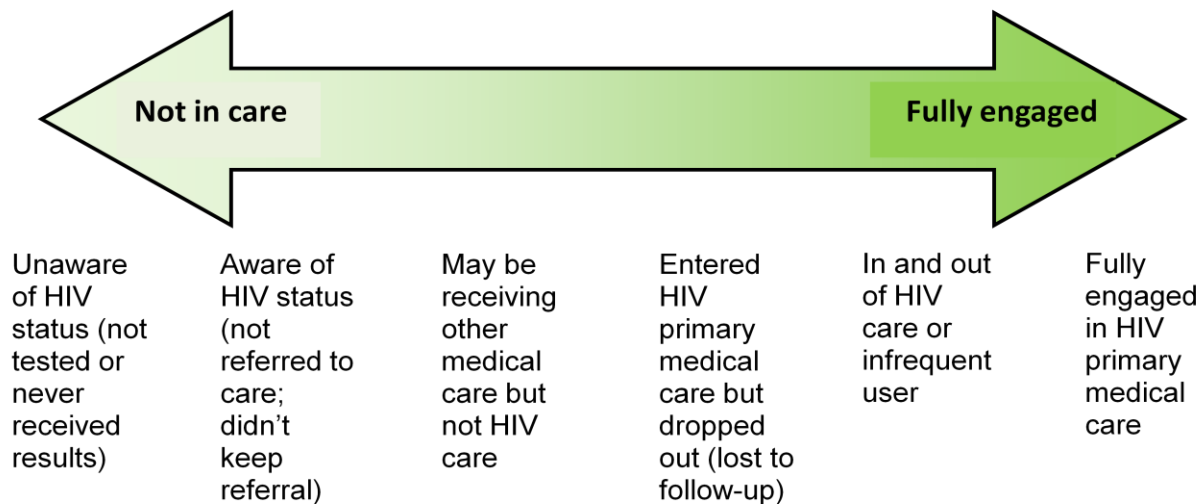 Not in care
Fully engaged
Unaware
of HIV
status (not
tested or
never
received
results)
Aware of
HIV status
(not
referred to
care;
didn’t
keep
referral)
May be
receiving
other
medical
care but
not HIV
care
Entered
HIV
primary
medical
care but
dropped
out (lost to
follow-up)
In and out
of HIV
care or
infrequent
user
Fully
engaged
in HIV
primary
medical
care